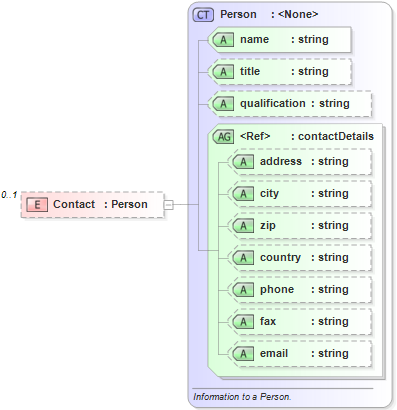 CT Person : <None>
A name : string
A title : string
A qualification : string
AG <Ref> : contactDetails
A address : string
A city : string
0..1
E Contact : Person
A zip : string
A country : string
A phone : string
A fax : string
A email : string
Information to a Person.